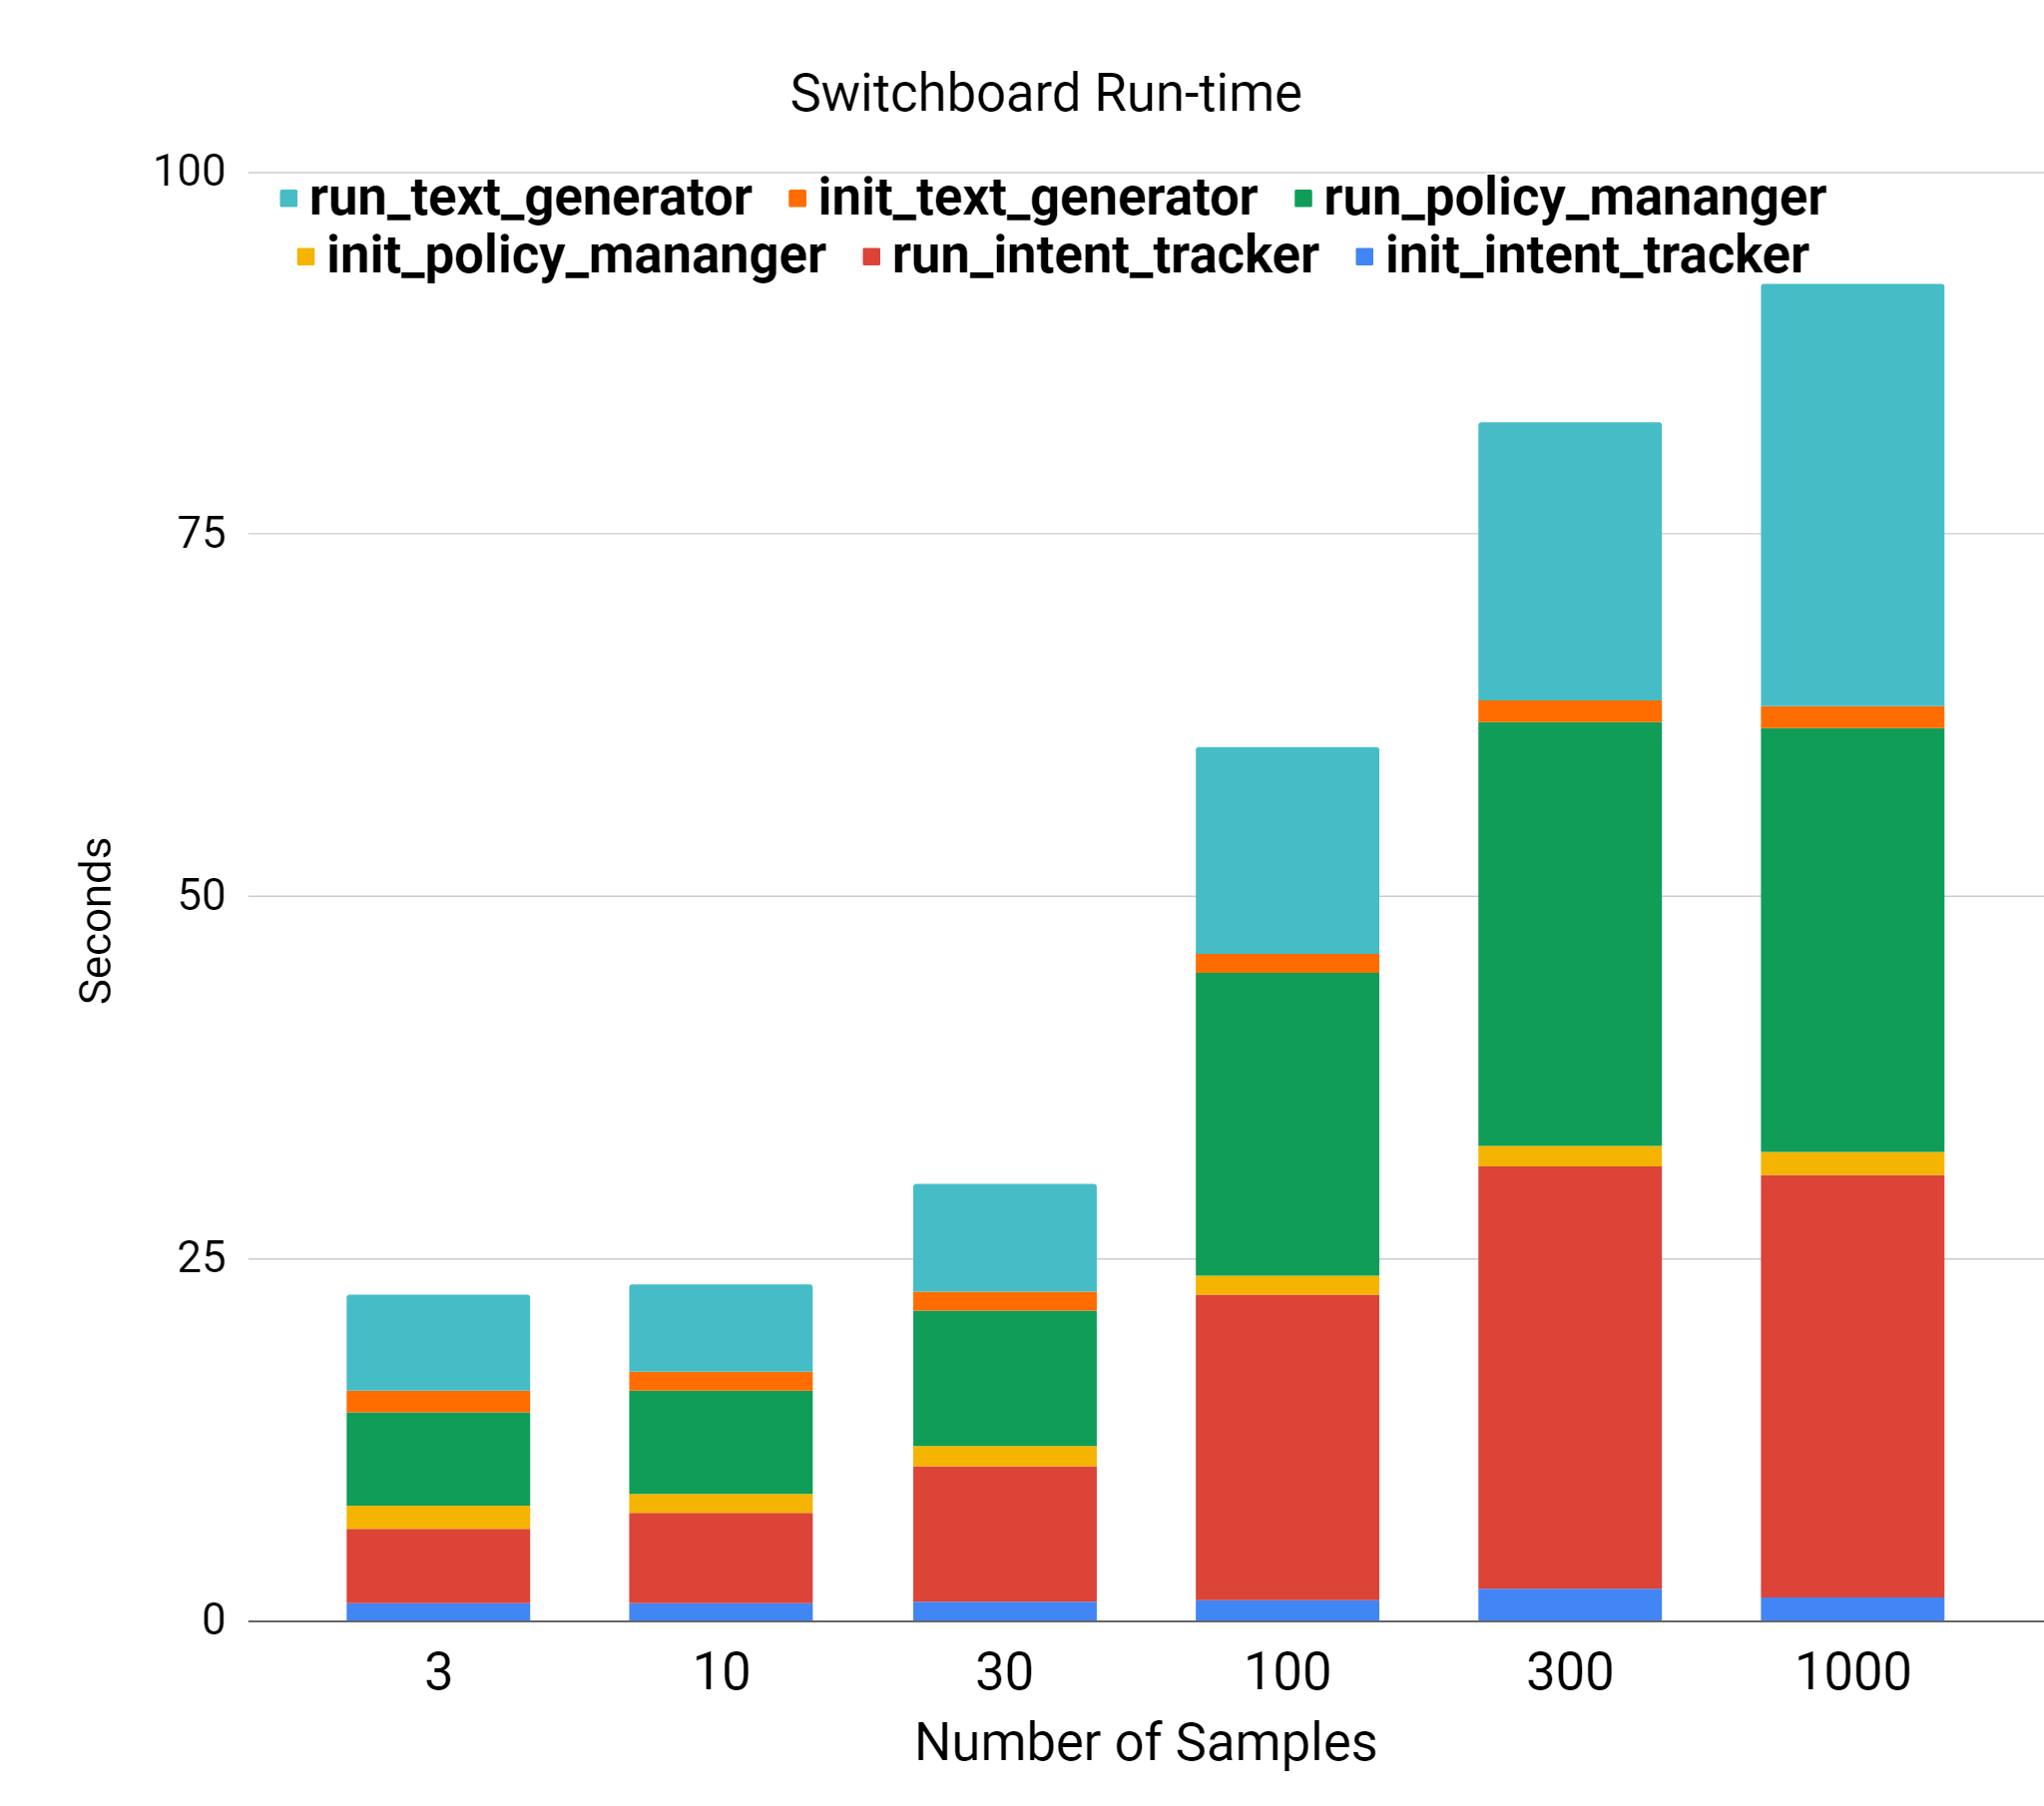 Switchboard Run-time
100
run_text_generator init_text_generator run_policy_mananger
init_policy_mananger run_intent_tracker init_intent_tracker
75
50
Seconds
25
0
3 10 30 100 300 1000
Number of Samples